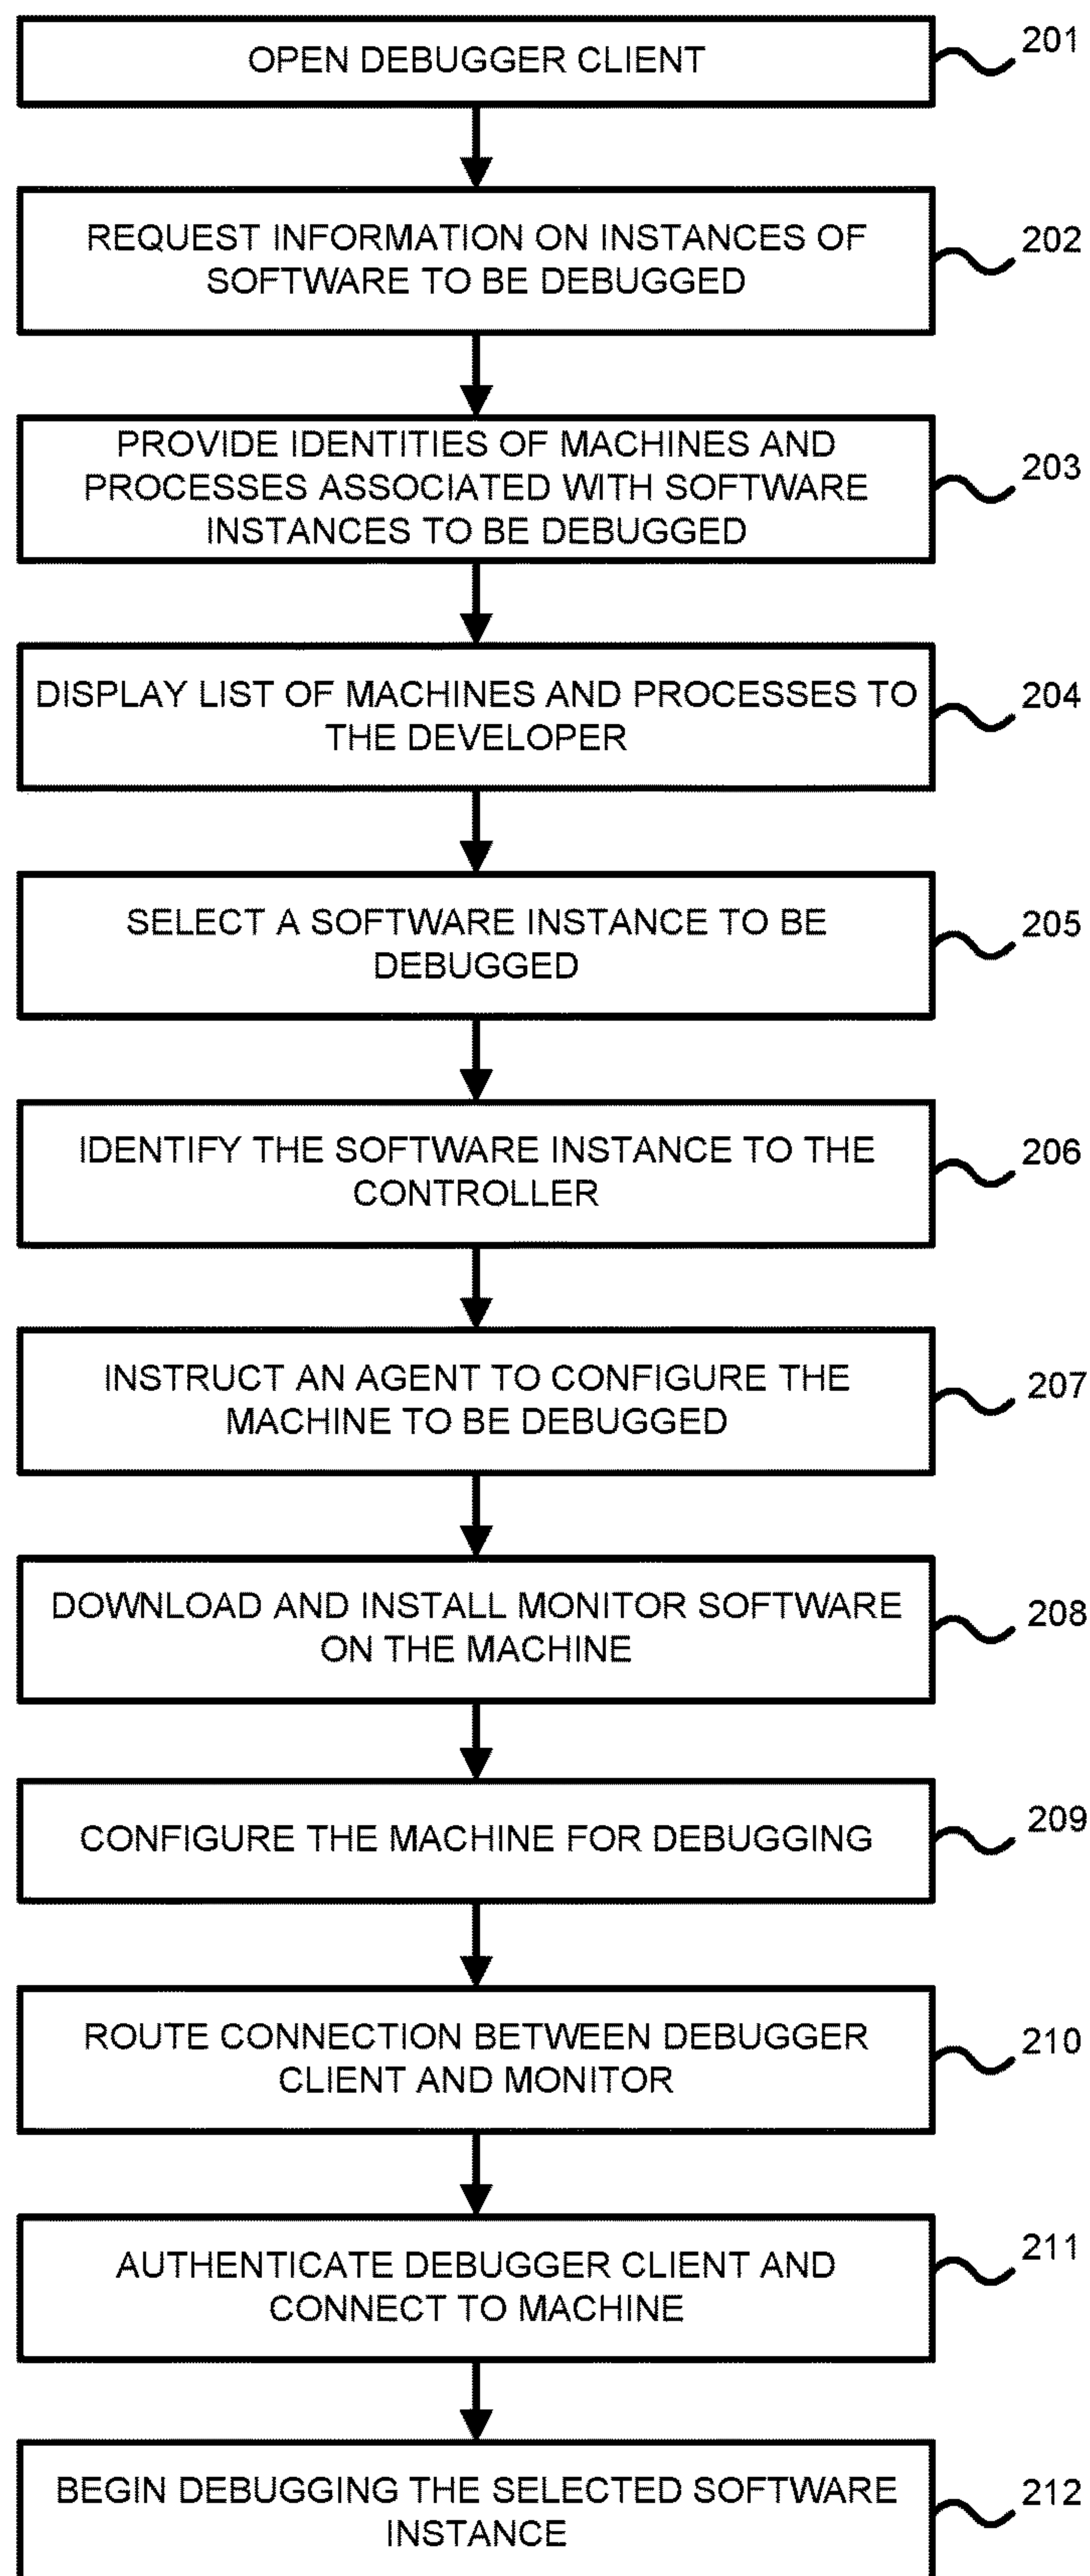 OPEN DEBUGGER CLIENT
201
REQUEST INFORMATION ON INSTANCES OF
SOFTWARE TO BE DEBUGGED
202
PROVIDE IDENTITIES OF MACHINES AND
PROCESSES ASSOCIATED WITH SOFTWARE
INSTANCES TO BE DEBUGGED
203
DISPLAY LIST OF MACHINES AND PROCESSES TO
THE DEVELOPER
204
SELECT A SOFTWARE INSTANCE TO BE
DEBUGGED
205
IDENTIFY THE SOFTWARE INSTANCE TO THE
CONTROLLER
206
INSTRUCT AN AGENT TO CONFIGURE THE
MACHINE TO BE DEBUGGED
207
DOWNLOAD AND INSTALL MONITOR SOFTWARE
ON THE MACHINE
208
CONFIGURE THE MACHINE FOR DEBUGGING
209
ROUTE CONNECTION BETWEEN DEBUGGER
CLIENT AND MONITOR
210
AUTHENTICATE DEBUGGER CLIENT AND
CONNECT TO MACHINE
211
BEGIN DEBUGGING THE SELECTED SOFTWARE
INSTANCE
212